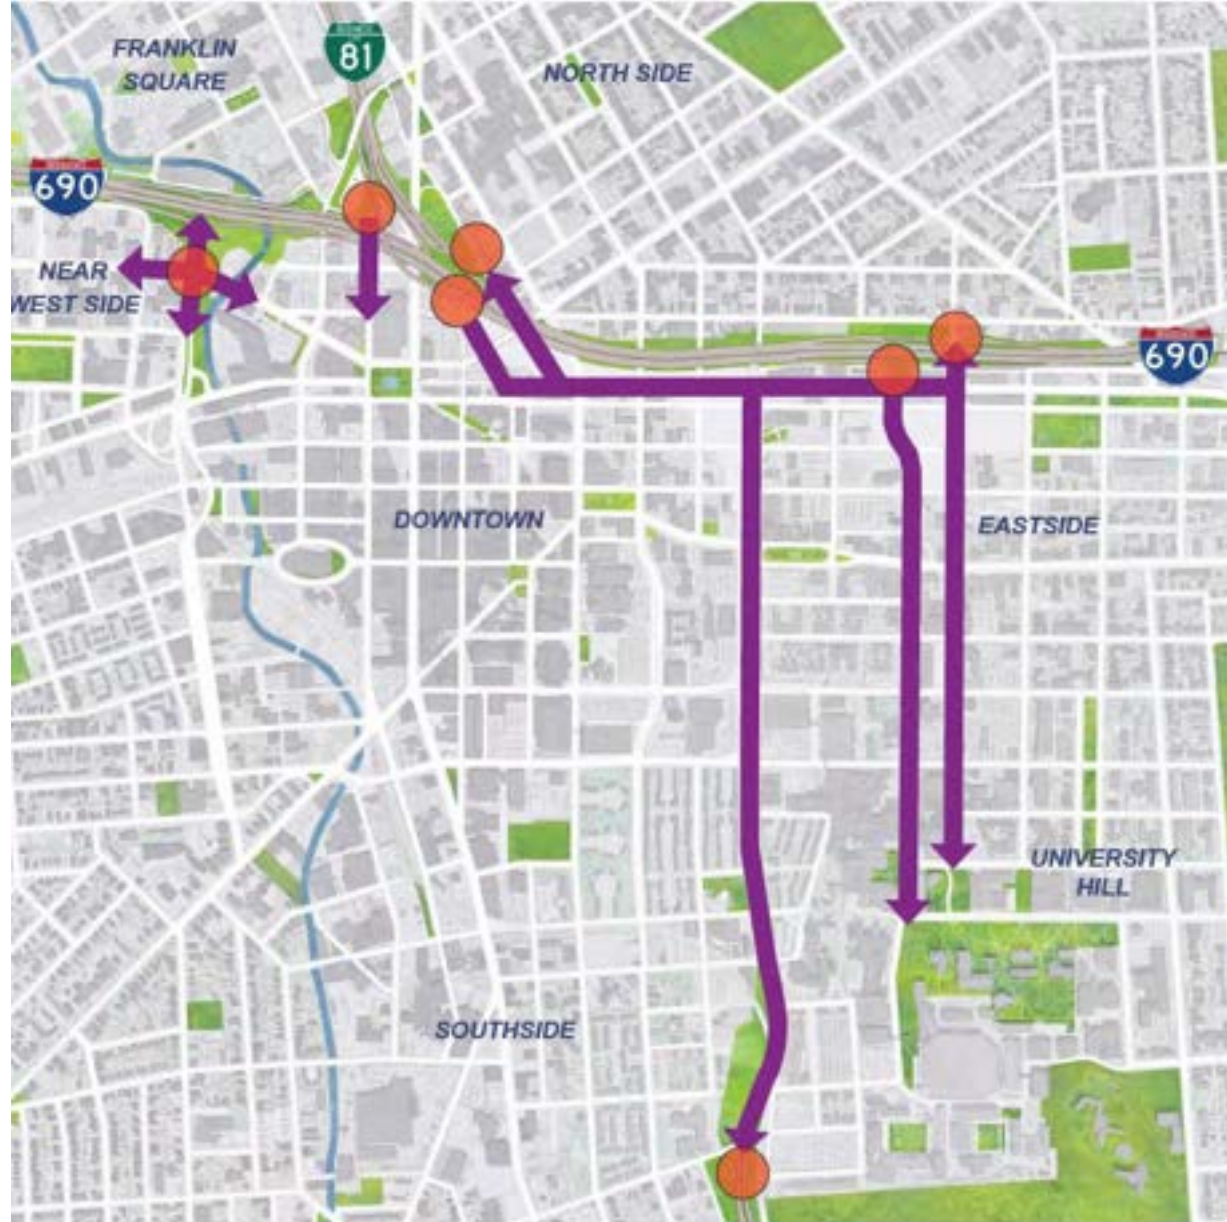 FRANKLIN
SQUARE
81
NORTH SIDE
690
NEAR
WEST SIDE
690
DOWNTOWN
EASTSIDE
UNIVERSITY
HILL
SOUTHSIDE